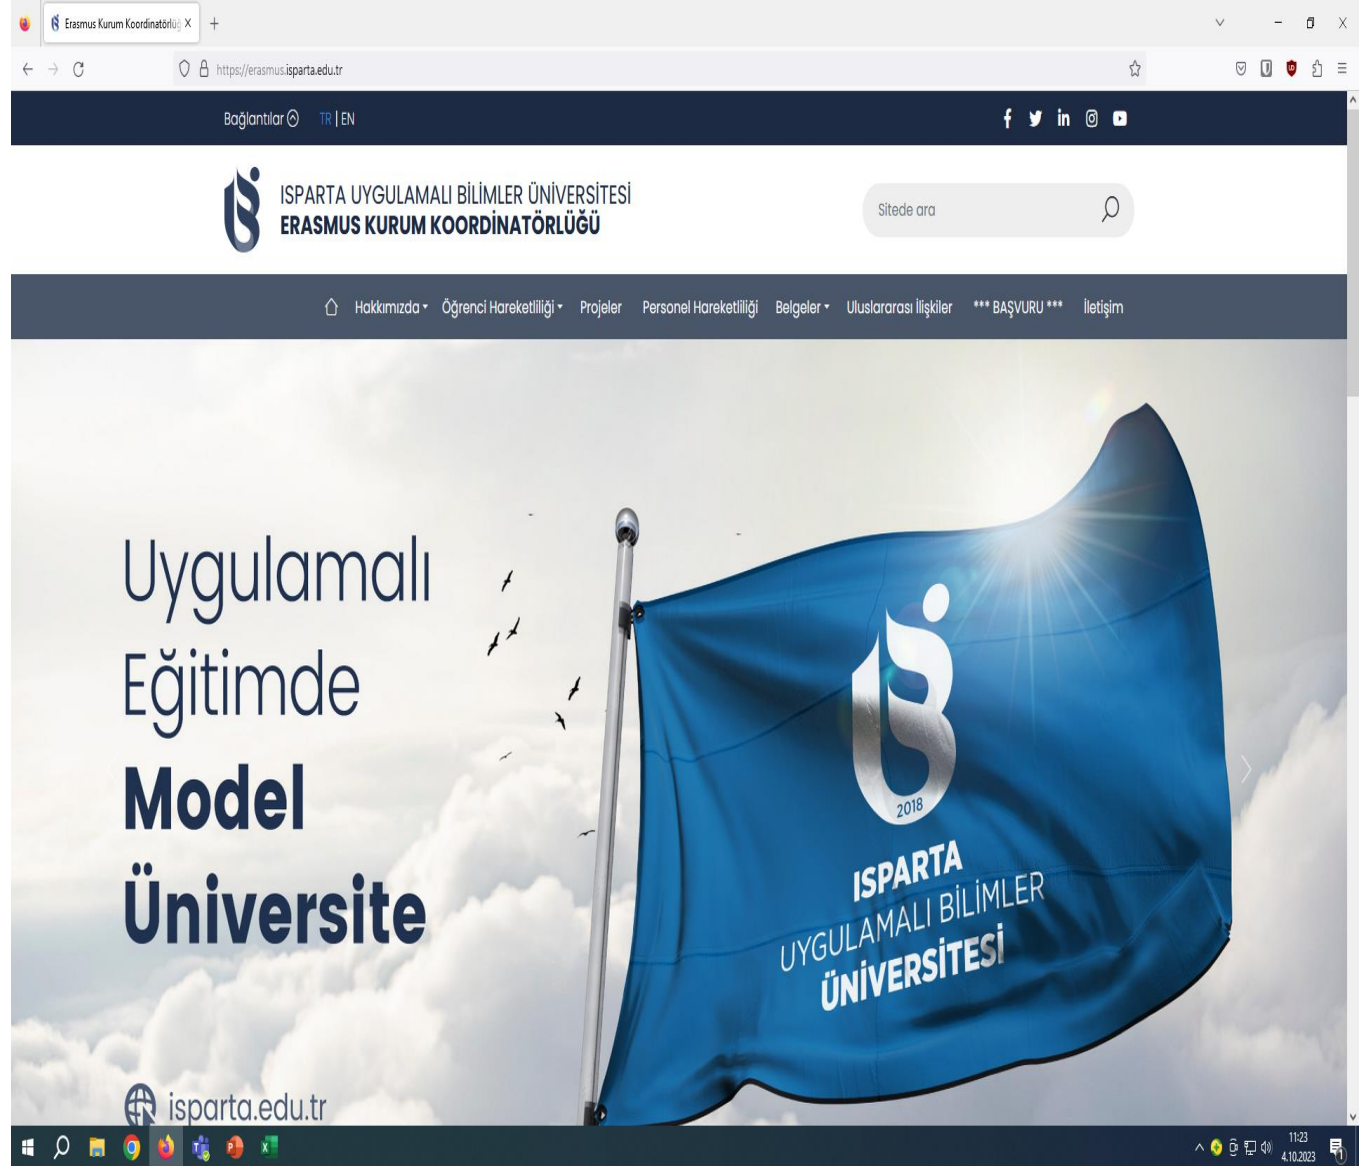 Erasmus Kurum Koordinatörlüğ
https://erasmus.isparta.edu.tr
Bağlantılar TR | EN
ISPARTA UYGULAMALI BİLİMLER ÜNİVERSİTESİ
ERASMUS KURUM KOORDİNATÖRLÜĞÜ
Sitede ara
Hakkımızda Öğrenci Hareketliliği Projeler Personel Hareketliliği Belgeler Uluslararası İlişkiler *** BAŞVURU *** İletişim
Uygulamalı
Eğitimde
Model
Üniversite
isparta.edu.tr
2018
ISPARTA
UYGULAMALI BİLİMLER
ÜNİVERSİTESİ
11:23
4.10.2023